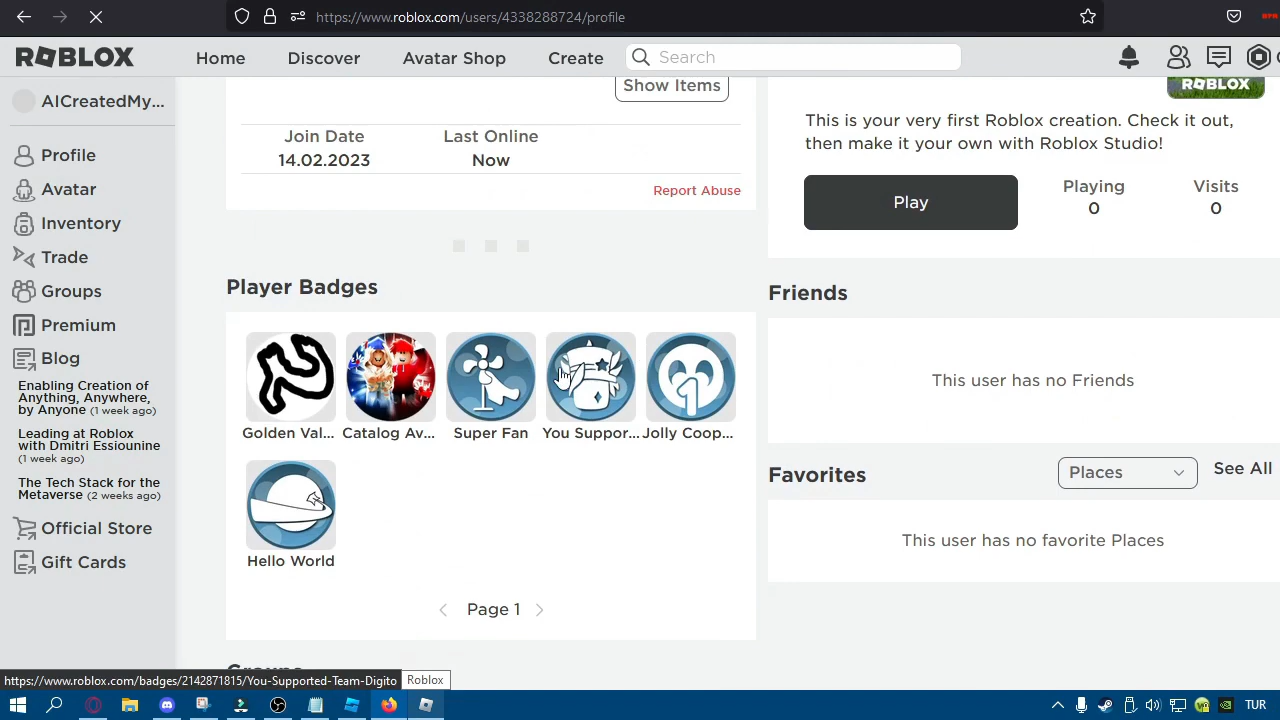 https://www.roblox.com/users/4338288724/profile
ROBLOX
Home
Discover
Avatar Shop
Create
Search
AICreatedMy...
Profile
Avatar
Inventory
Trade
Groups
Premium
Blog
Enabling Creation of
Anything, Anywhere,
by Anyone (1 week ago)
Leading at Roblox
with Dmitri Essiounine
(1 week ago)
The Tech Stack for the
Metaverse (2 weeks ago)
Official Store
Gift Cards
Show Items
Join Date
14.02.2023
Last Online
Now
Report Abuse
Player Badges
Golden Val...
Catalog Av...
Super Fan
You Suppor...
Jolly Coop...
Hello World
Page 1
Groups
ROBLOX
This is your very first Roblox creation. Check it out,
then make it your own with Roblox Studio!
Play
Playing
0
Visits
0
Friends
This user has no Friends
Favorites
Places
See All
This user has no favorite Places
https://www.roblox.com/badges/2142871815/You-Supported-Team-Digito
Roblox
TUR